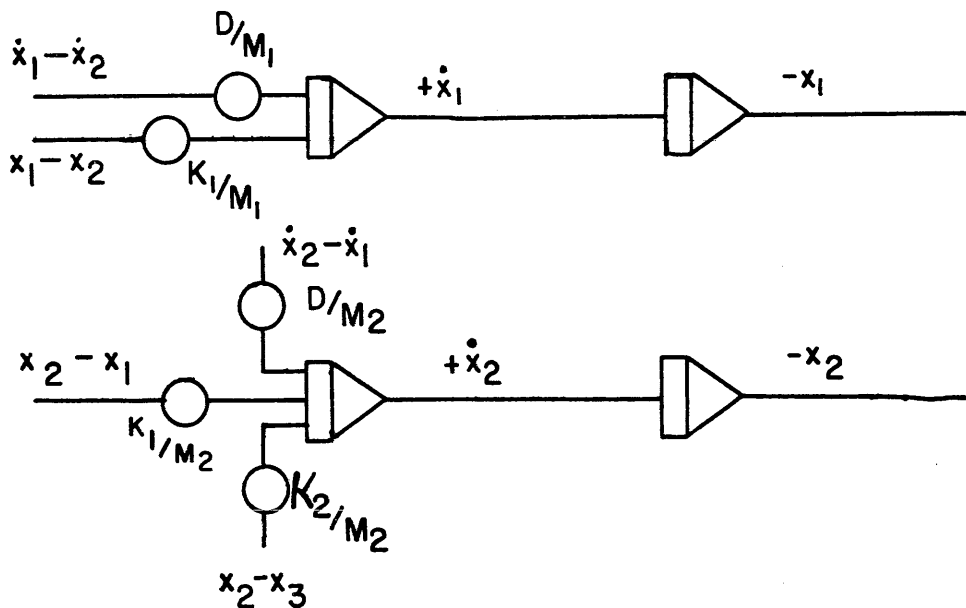 D/M₁
ẋ₁-ẋ₂
+ẋ₁
-x₁
x₁-x₂
K₁/M₁
ẋ₂-ẋ₁
D/M₂
x₂-x₁
+ẋ₂
-x₂
K₁/M₂
K₂/M₂
x₂-x₃